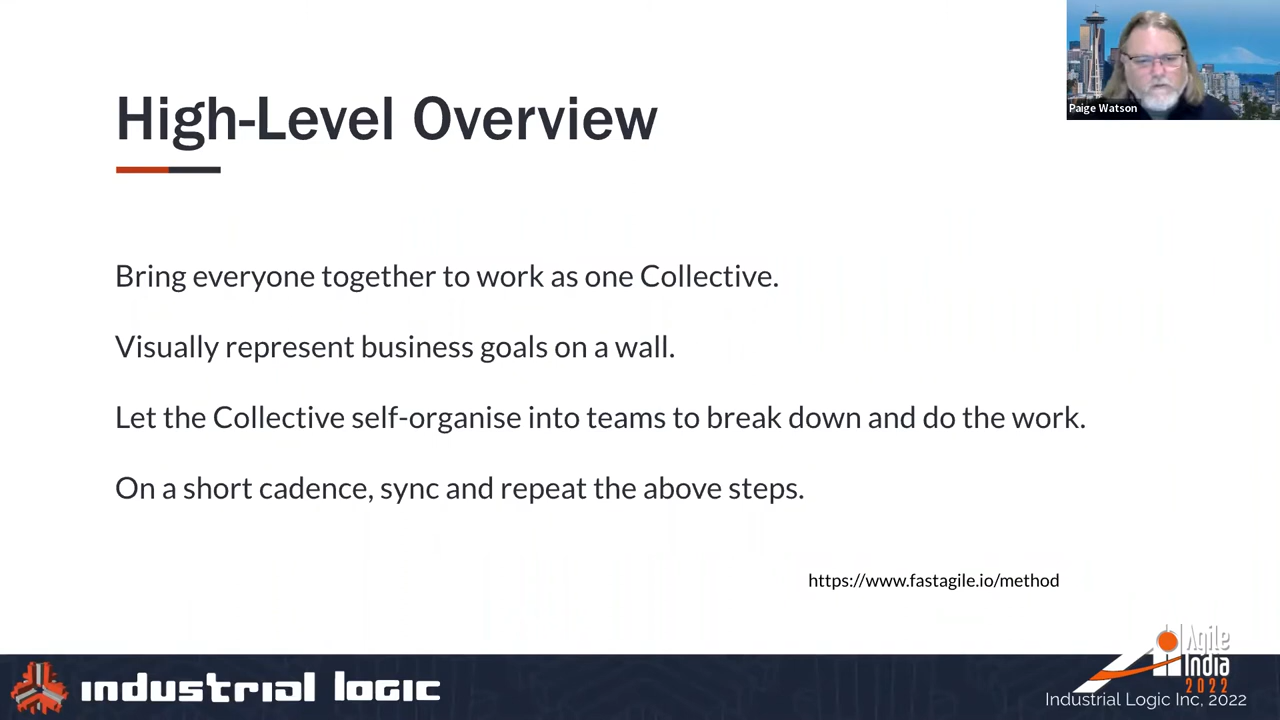 Paige Watson
High-Level Overview
Bring everyone together to work as one Collective.
Visually represent business goals on a wall.
Let the Collective self-organise into teams to break down and do the work.
On a short cadence, sync and repeat the above steps.
https://www.fastagile.io/method
industrial logic
Agile
India
2022
Industrial Logic Inc, 2022